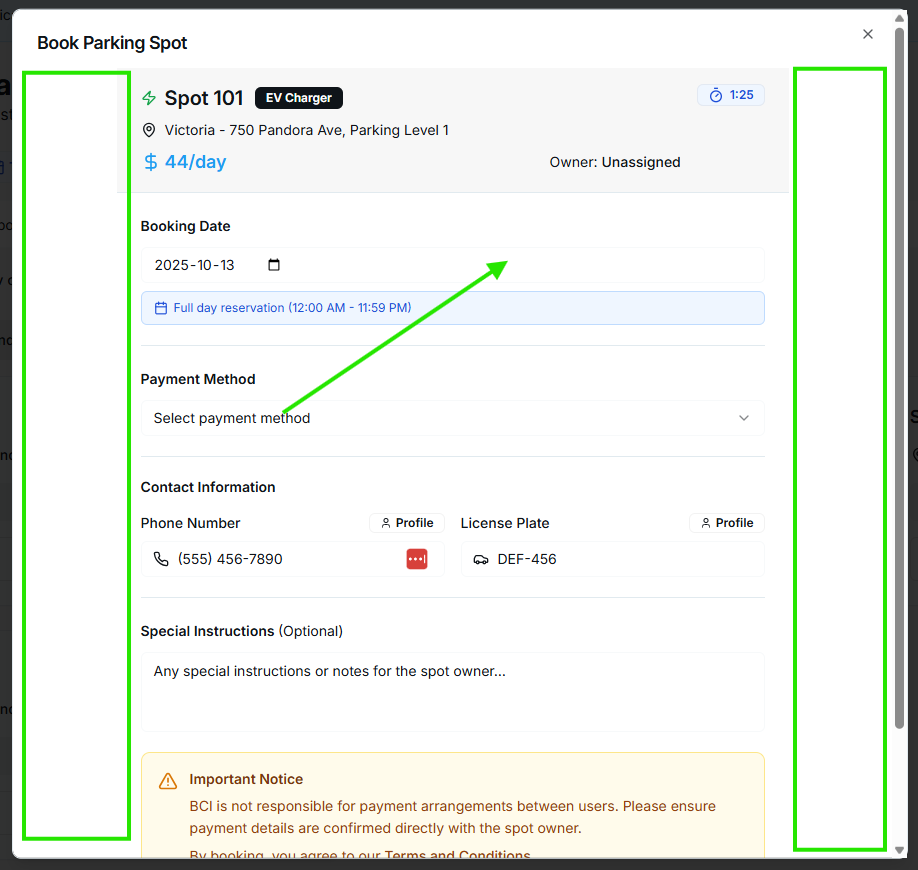 Book Parking Spot
Spot 101 EV Charger 1:25
Victoria - 750 Pandora Ave, Parking Level 1
$ 44/day Owner: Unassigned
Booking Date
2025-10-13
Full day reservation (12:00 AM - 11:59 PM)
Payment Method
Select payment method
Contact Information
Phone Number Profile License Plate Profile
(555) 456-7890 DEF-456
Special Instructions (Optional)
Any special instructions or notes for the spot owner...
Important Notice
BCI is not responsible for payment arrangements between users. Please ensure
payment details are confirmed directly with the spot owner.
By booking, you agree to our Terms and Conditions